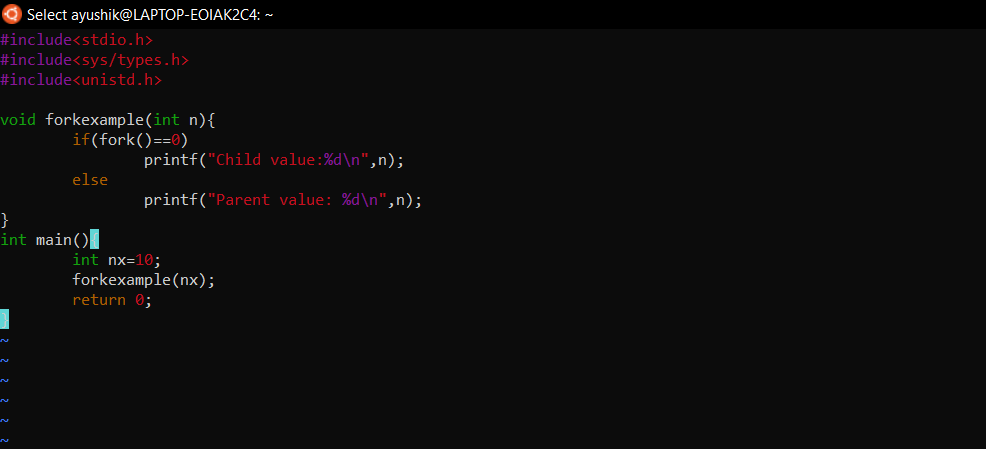 Select ayushik@LAPTOP-EOIAK2C4: ~
#include<stdio.h>
#include<sys/types.h>
#include<unistd.h>

void forkexample(int n){
        if(fork()==0)
                printf("Child value:%d\n",n);
        else
                printf("Parent value: %d\n",n);
}
int main(){
        int nx=10;
        forkexample(nx);
        return 0;
}
~
~
~
~
~
~